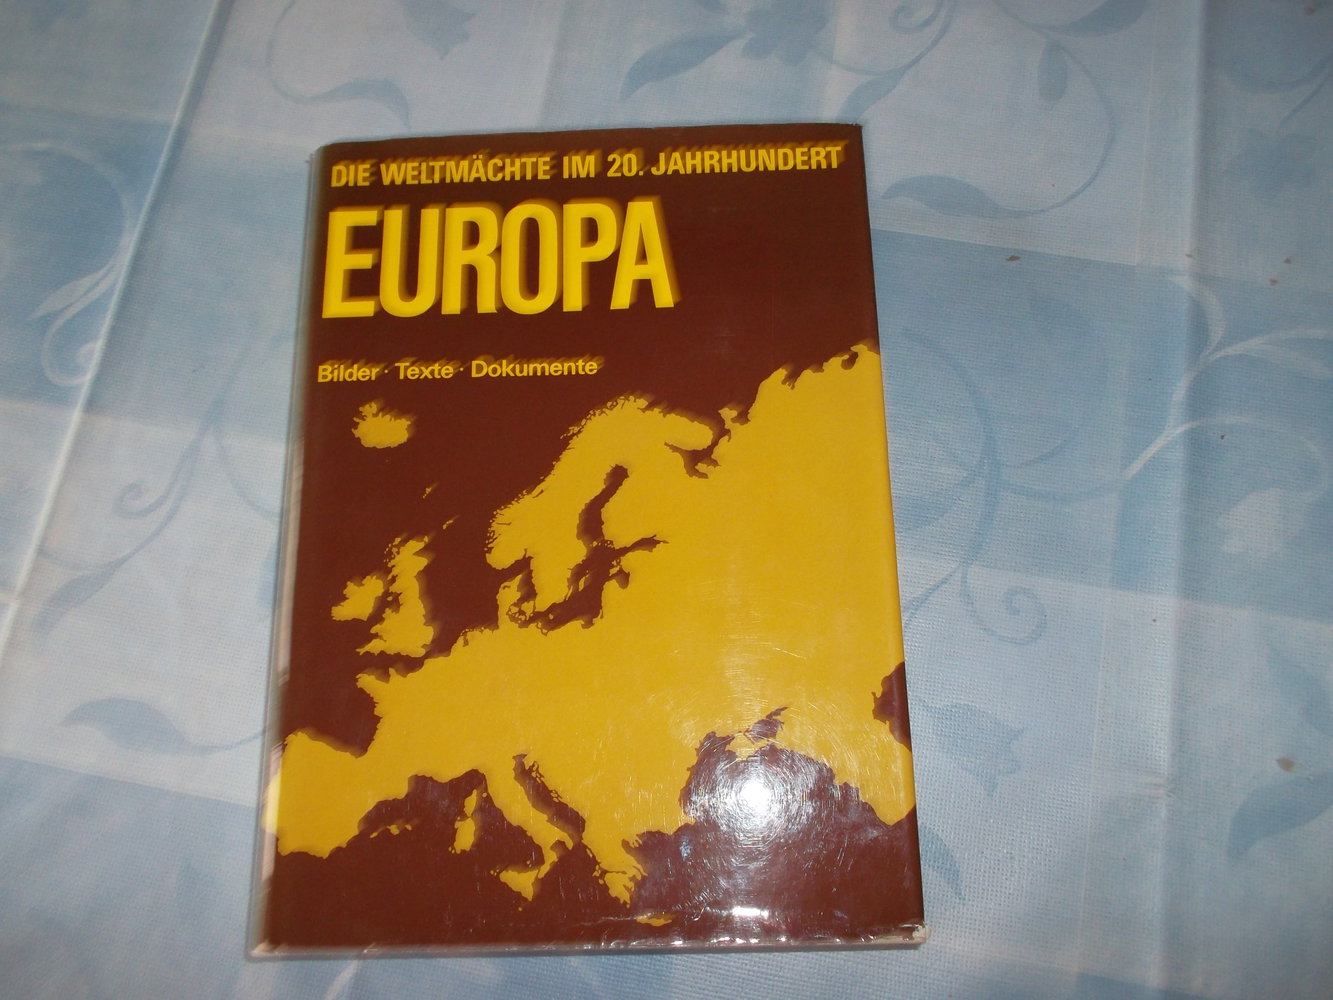 DIE WELTMÄCHTE IM 20. JAHRHUNDERT
EUROPA
Bilder · Texte · Dokumente